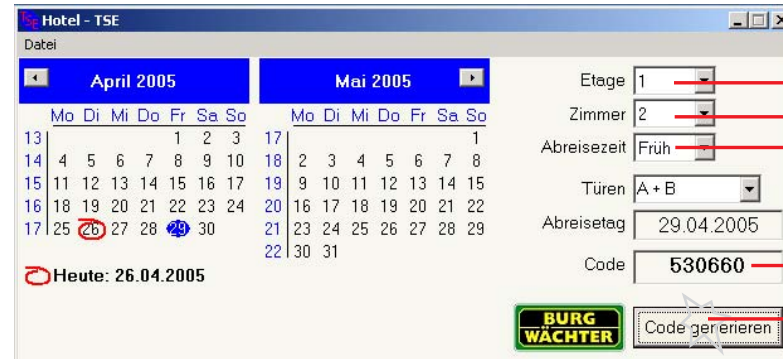 TSE Hotel - TSE
Datei
April 2005
Mo Di Mi Do Fr Sa So
13 1 2 3
14 4 5 6 7 8 9 10
15 11 12 13 14 15 16 17
16 18 19 20 21 22 23 24
17 25 26 27 28 29 30
Heute: 26.04.2005
Mai 2005
Mo Di Mi Do Fr Sa So
17 1
18 2 3 4 5 6 7 8
19 9 10 11 12 13 14 15
20 16 17 18 19 20 21 22
21 23 24 25 26 27 28 29
22 30 31
Etage 1
Zimmer 2
Abreisezeit Früh
Türen A + B
Abreisetag 29.04.2005
Code 530660
BURG
WÄCHTER
Code generieren